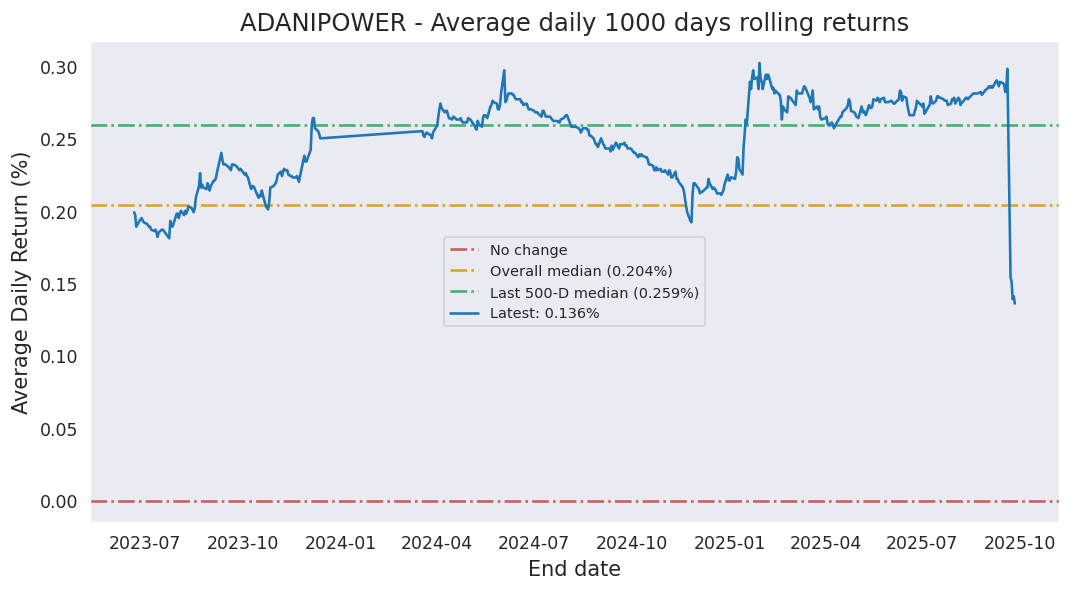 ADANIPOWER - Average daily 1000 days rolling returns
Average Daily Return (%)
0.30
0.25
0.20
0.15
0.10
0.05
0.00
No change
Overall median (0.204%)
Last 500-D median (0.259%)
Latest: 0.136%
2023-07 2023-10 2024-01 2024-04 2024-07 2024-10 2025-01 2025-04 2025-07 2025-10
End date